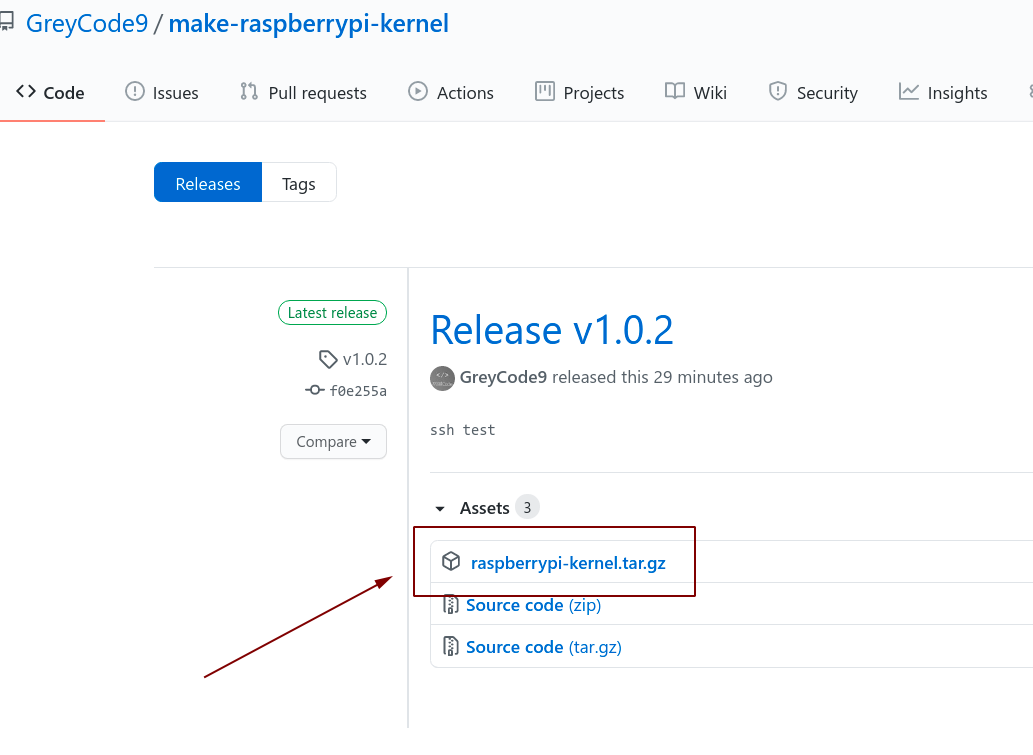 GreyCode9 / make-raspberrypi-kernel
Code Issues Pull requests Actions Projects Wiki Security Insights
Releases Tags
Latest release
v1.0.2
f0e255a
Compare
Release v1.0.2
GreyCode9 released this 29 minutes ago
ssh test
Assets 3
raspberrypi-kernel.tar.gz
Source code (zip)
Source code (tar.gz)